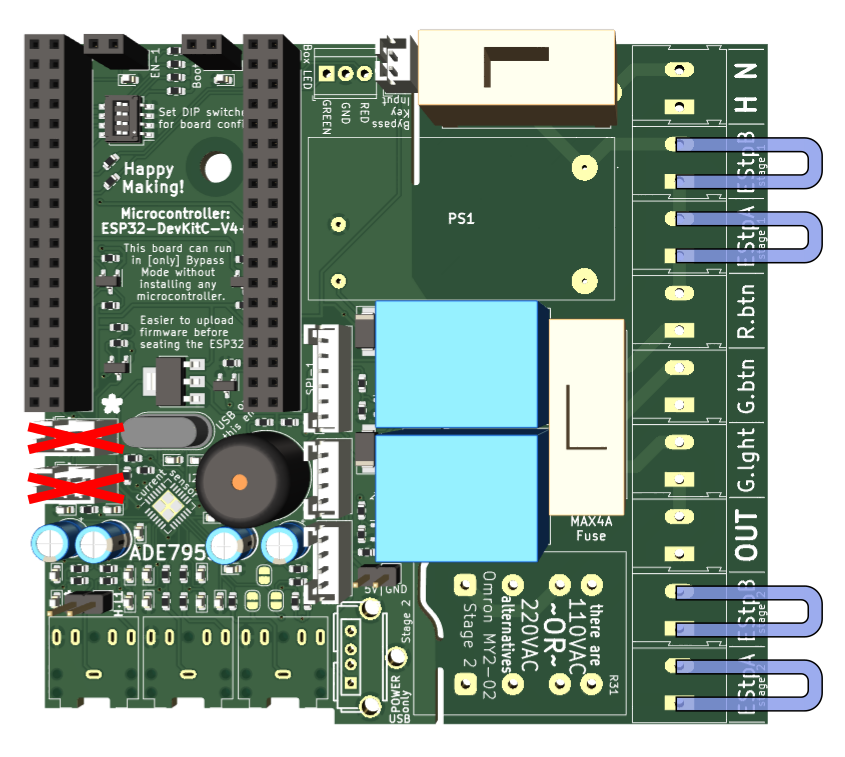 EN-1
Boot
Box LED
GREEN
GND
RED
Bypass
Key
Input
Set DIP switch
for board confi
Happy
Making!
Microcontroller:
ESP32-DevKitC-V4-
This board can run
in [only] Bypass
Mode without
installing any
microcontroller.
Easier to upload
firmware before
seating the ESP32
PS1
SPI-1
USB o
this en
current sensor
ADE795
H-I1
5V
GND
Stage 2
POWER
only
USB
MAX4A
Fuse
Omron MY2-02
Stage 2
alternatives
220VAC
~OR~
110VAC
there are
R31
H N
EStpB
stage 1
EStpA
stage 1
R.btn
G.btn
G.lght
OUT
EStpB
stage 2
EStpA
stage 2